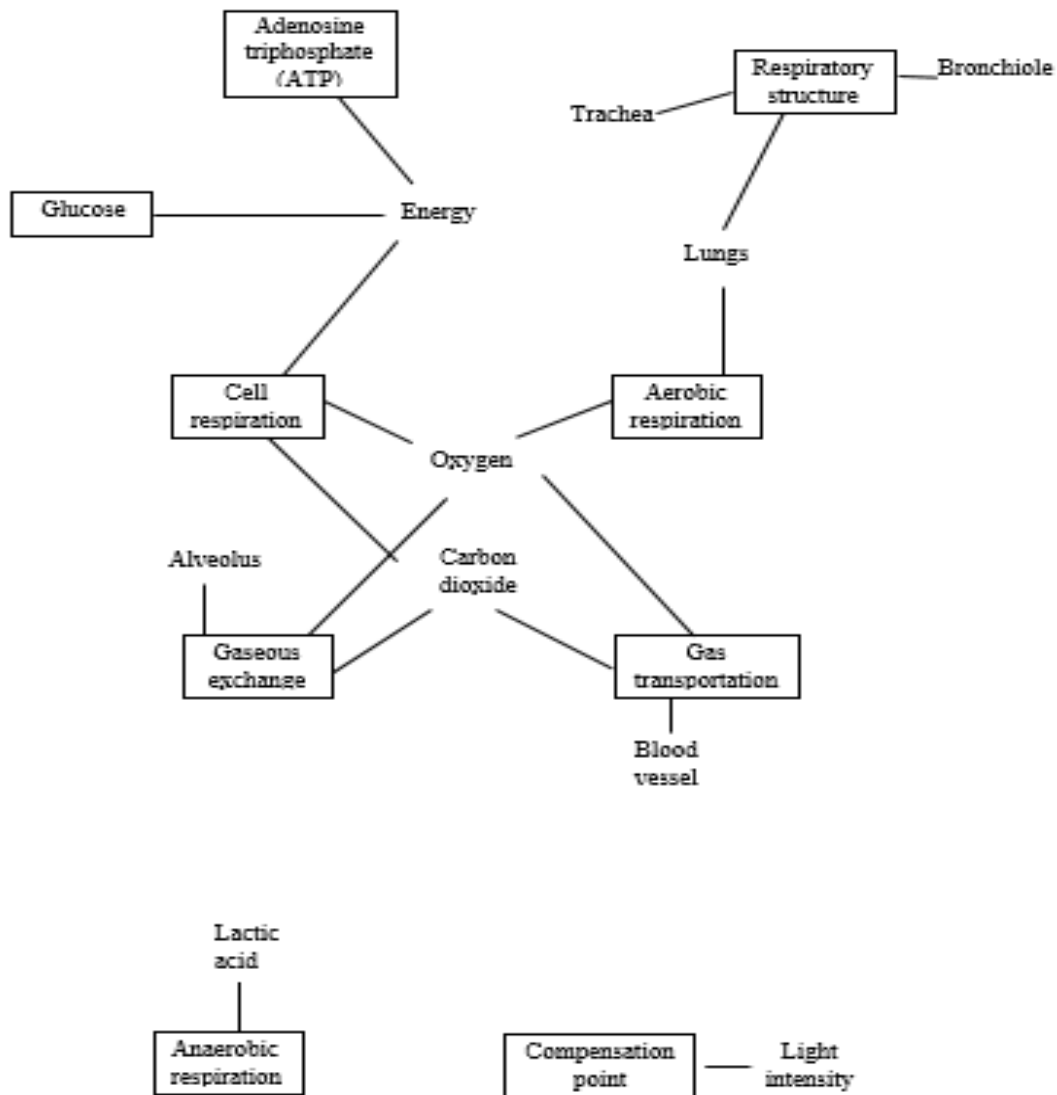 Adenosine
triphosphate
(ATP)
Respiratory
structure
Bronchiole
Trachea
Glucose
Energy
Lungs
Cell
respiration
Aerobic
respiration
Oxygen
Alveolus
Carbon
dioxide
Gaseous
exchange
Gas
transportation
Blood
vessel
Lactic
acid
Anaerobic
respiration
Compensation
point
Light
intensity